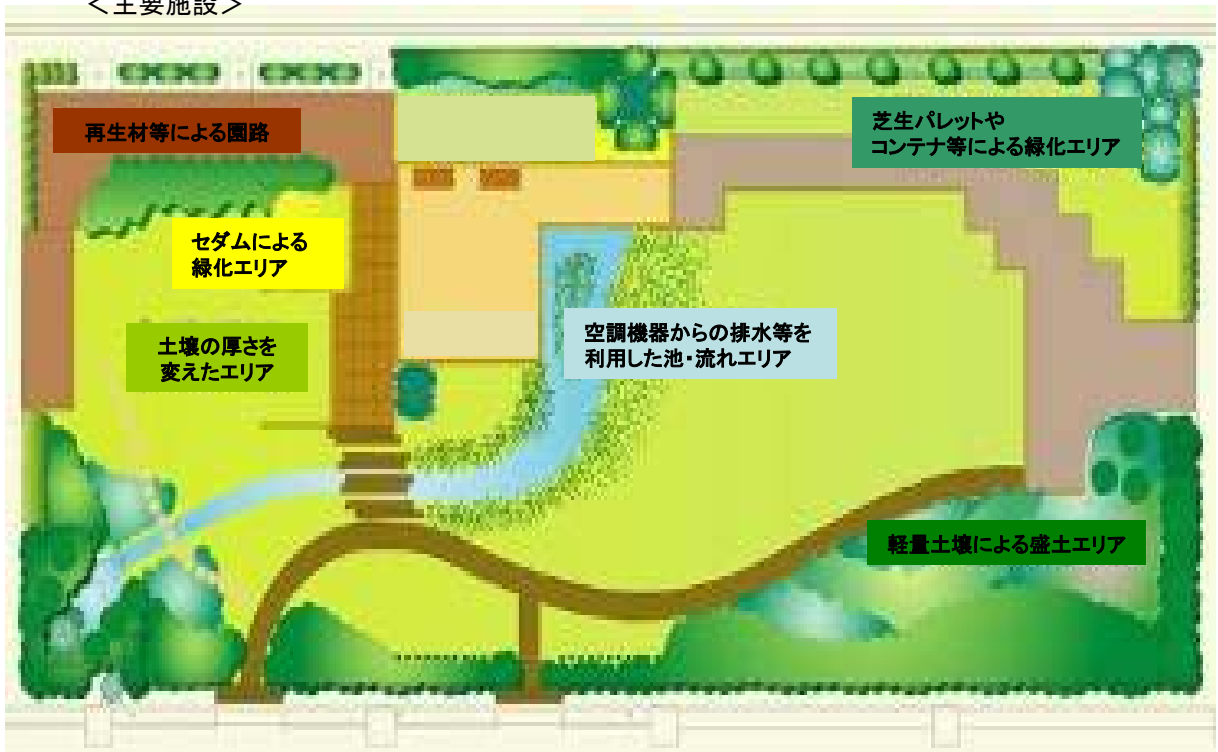 ＜主要施設＞
再生材等による園路
芝生パレットや
コンテナ等による緑化エリア
セダムによる
緑化エリア
土壌の厚さを
変えたエリア
空調機器からの排水等を
利用した池・流れエリア
軽量土壌による盛土エリア